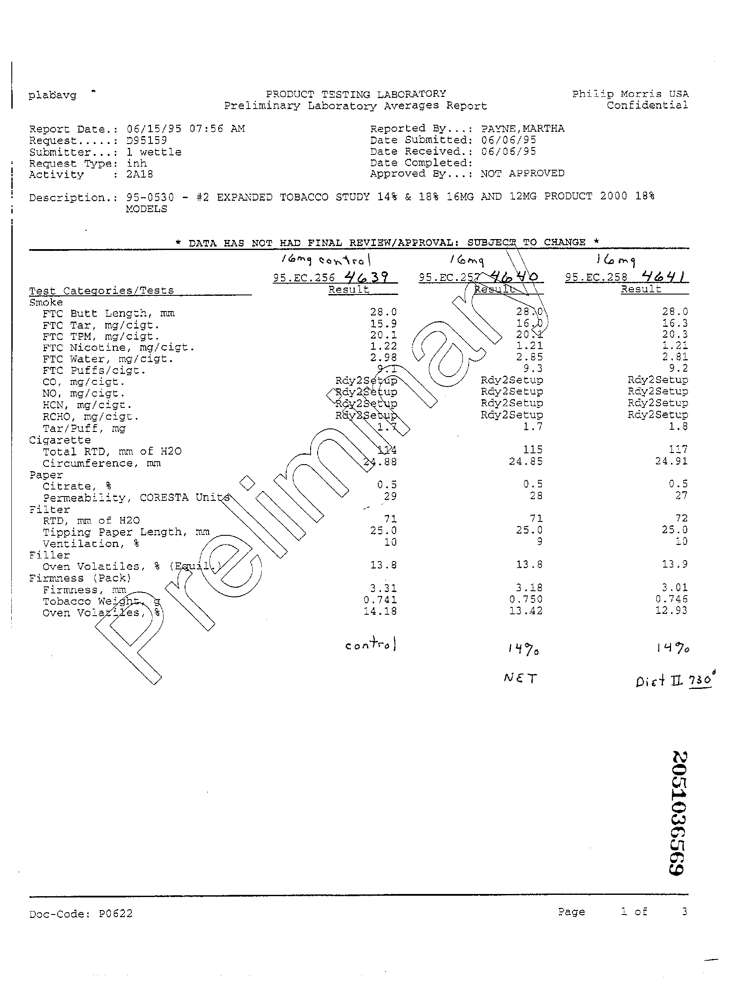 plabavg
PRODUCT TESTING LABORATORY Philip Morris USA
Preliminary Laboratory Averages Report Confidential
Report Date.: 06/15/95 07:56 AM Reported By...: PAYNE,MARTHA
Request.....: D95159 Date Submitted: 06/06/95
Submitter...: l wettle Date Received.: 06/06/95
Request Type: inh Date Completed:
Activity : 2A18 Approved By...: NOT APPROVED
Description.: 95-0530 - #2 EXPANDED TOBACCO STUDY 14% & 18% 16MG AND 12MG PRODUCT 2000 18%
MODELS
* DATA HAS NOT HAD FINAL REVIEW/APPROVAL: SUBJECT TO CHANGE *
16mg control 16mg 16mg
95.EC.256 4639 95.EC.257 4640 95.EC.258 4641
Test Categories/Tests Result Result Result
Smoke
FTC Butt Length, mm 28.0 28.0 28.0
FTC Tar, mg/cigt. 15.9 16.0 16.3
FTC TPM, mg/cigt. 20.1 20.1 20.3
FTC Nicotine, mg/cigt. 1.22 1.21 1.21
FTC Water, mg/cigt. 2.98 2.85 2.81
FTC Puffs/cigt. 9.1 9.3 9.2
CO, mg/cigt. Rdy2Setup Rdy2Setup Rdy2Setup
NO, mg/cigt. Rdy2Setup Rdy2Setup Rdy2Setup
HCN, mg/cigt. Rdy2Setup Rdy2Setup Rdy2Setup
RCHO, mg/cigt. Rdy2Setup Rdy2Setup Rdy2Setup
Tar/Puff, mg 1.7 1.7 1.8
Cigarette
Total RTD, mm of H2O 114 115 117
Circumference, mm 24.88 24.85 24.91
Paper
Citrate, % 0.5 0.5 0.5
Permeability, CORESTA Units 29 28 27
Filter
RTD, mm of H2O 71 71 72
Tipping Paper Length, mm 25.0 25.0 25.0
Ventilation, % 10 9 10
Filler
Oven Volatiles, % (Equil.) 13.8 13.8 13.9
Firmness (Pack)
Firmness, mm 3.31 3.18 3.01
Tobacco Weight, g 0.741 0.750 0.746
Oven Volatiles, % 14.18 13.42 12.93
Preliminary
control 14% 14%
NET Diet II 730°
2051036569
Doc-Code: P0622 Page 1 of 3